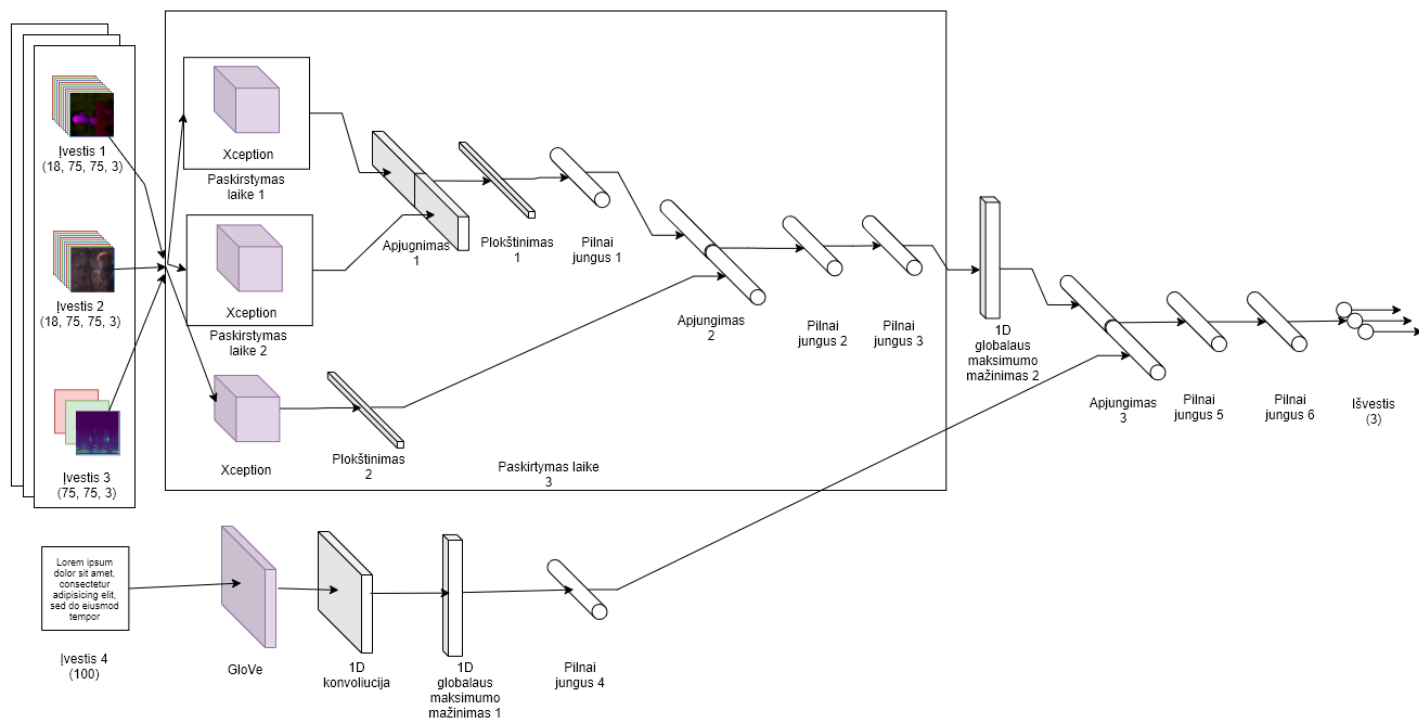 Įvestis 1
(18, 75, 75, 3)
Įvestis 2
(18, 75, 75, 3)
Įvestis 3
(75, 75, 3)
Xception
Paskirstymas
laike 1
Xception
Paskirstymas
laike 2
Xception
Apjugnimas
1
Plokštinimas
1
Pilnai
jungus 1
Plokštinimas
2
Paskirtymas laike
3
Apjungimas
2
Pilnai
jungus 2
Pilnai
jungus 3
1D
globalaus
maksimumo
mažinimas 2
Apjungimas
3
Pilnai
jungus 5
Pilnai
jungus 6
Išvestis
(3)
Lorem ipsum
dolor sit amet,
consectetur
adipisicing elit,
sed do eiusmod
tempor
Įvestis 4
(100)
GloVe
1D
konvoliucija
1D
globalaus
maksimumo
mažinimas 1
Pilnai
jungus 4